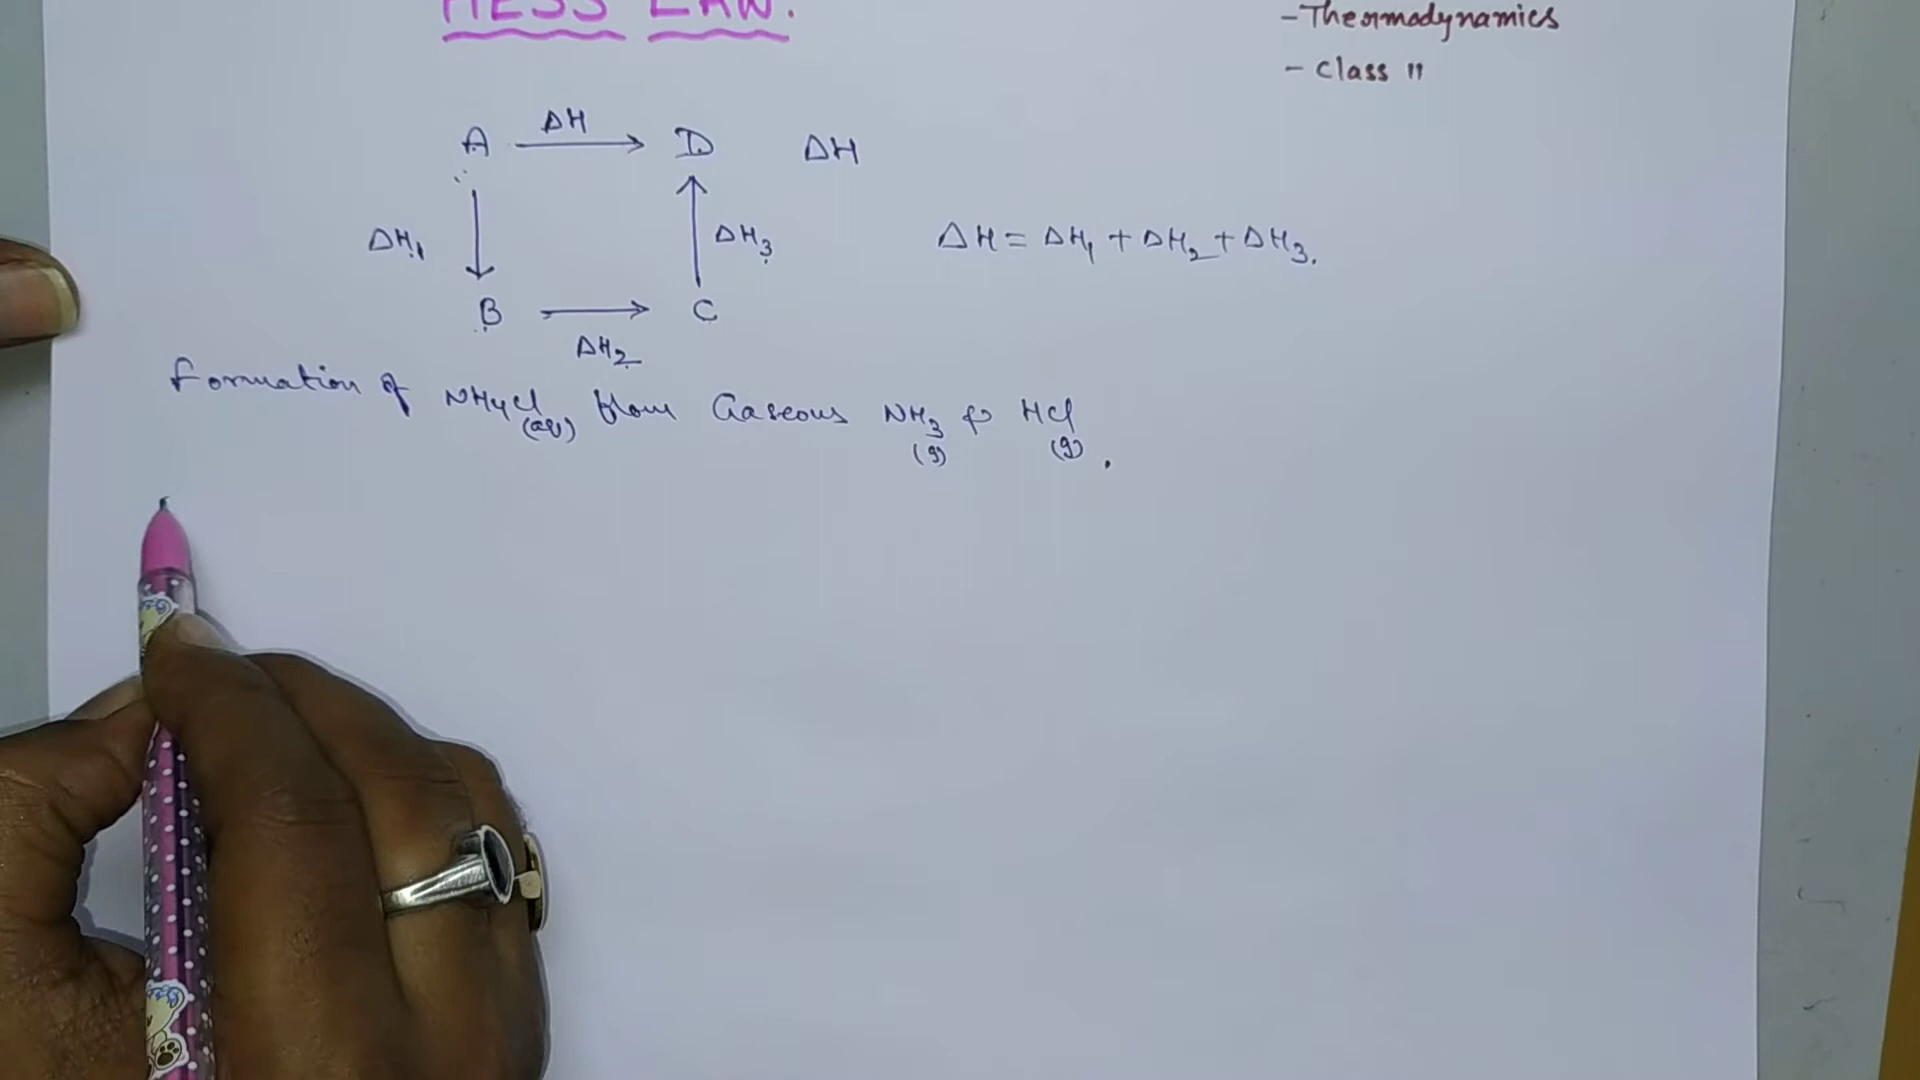 HESS LAW.
- Thermodynamics
- Class 11
A ΔH → D ΔH
ΔH₁ ↓ ↑ ΔH₃ ΔH = ΔH₁ + ΔH₂ + ΔH₃.
B → C
ΔH₂
Formation of NH₄Cl(aq) from Gaseous NH₃(g) & HCl(g).